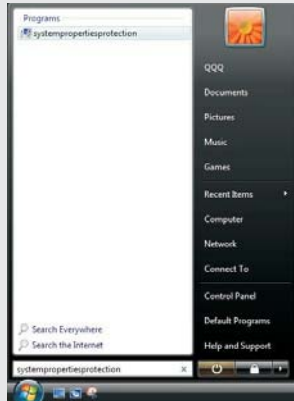 Programs
systempropertiesprotection
QQQ
Documents
Pictures
Music
Games
Recent Items
Computer
Network
Connect To
Control Panel
Default Programs
Help and Support
Search Everywhere
Search the Internet
systempropertiesprotection